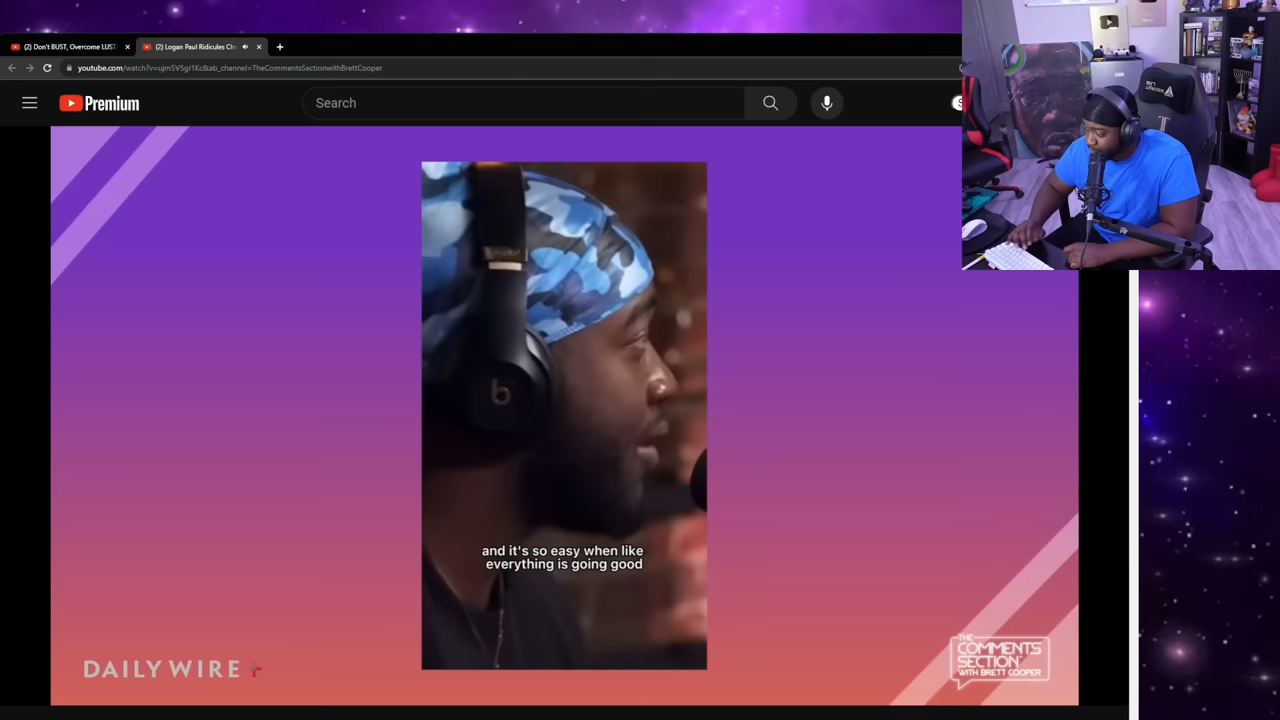 (2) Don't BUST, Overcome LUST
(2) Logan Paul Ridicules Ch
youtube.com/watch?v=ujm5V5gI1Kc&ab_channel=TheCommentsSectionwithBrettCooper
Premium
Search
b
and it's so easy when like
everything is going good
DAILY WIRE +
THE
COMMENTS
SECTION
WITH BRETT COOPER